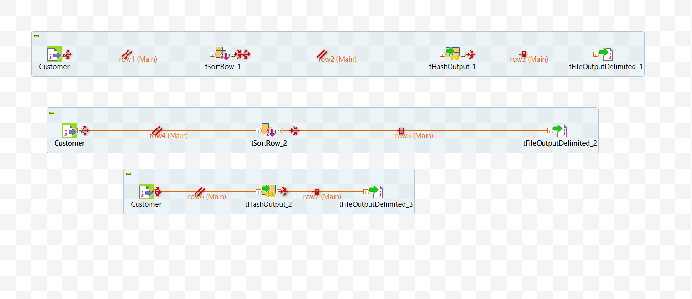 row1 (Main)
row2 (Main)
row3 (Main)
Customer
tSortRow_1
tHashOutput_1
tFileOutputDelimited_1
row4 (Main)
row5 (Main)
Customer
tSortRow_2
tFileOutputDelimited_2
row6 (Main)
row7 (Main)
Customer
tHashOutput_2
tFileOutputDelimited_3